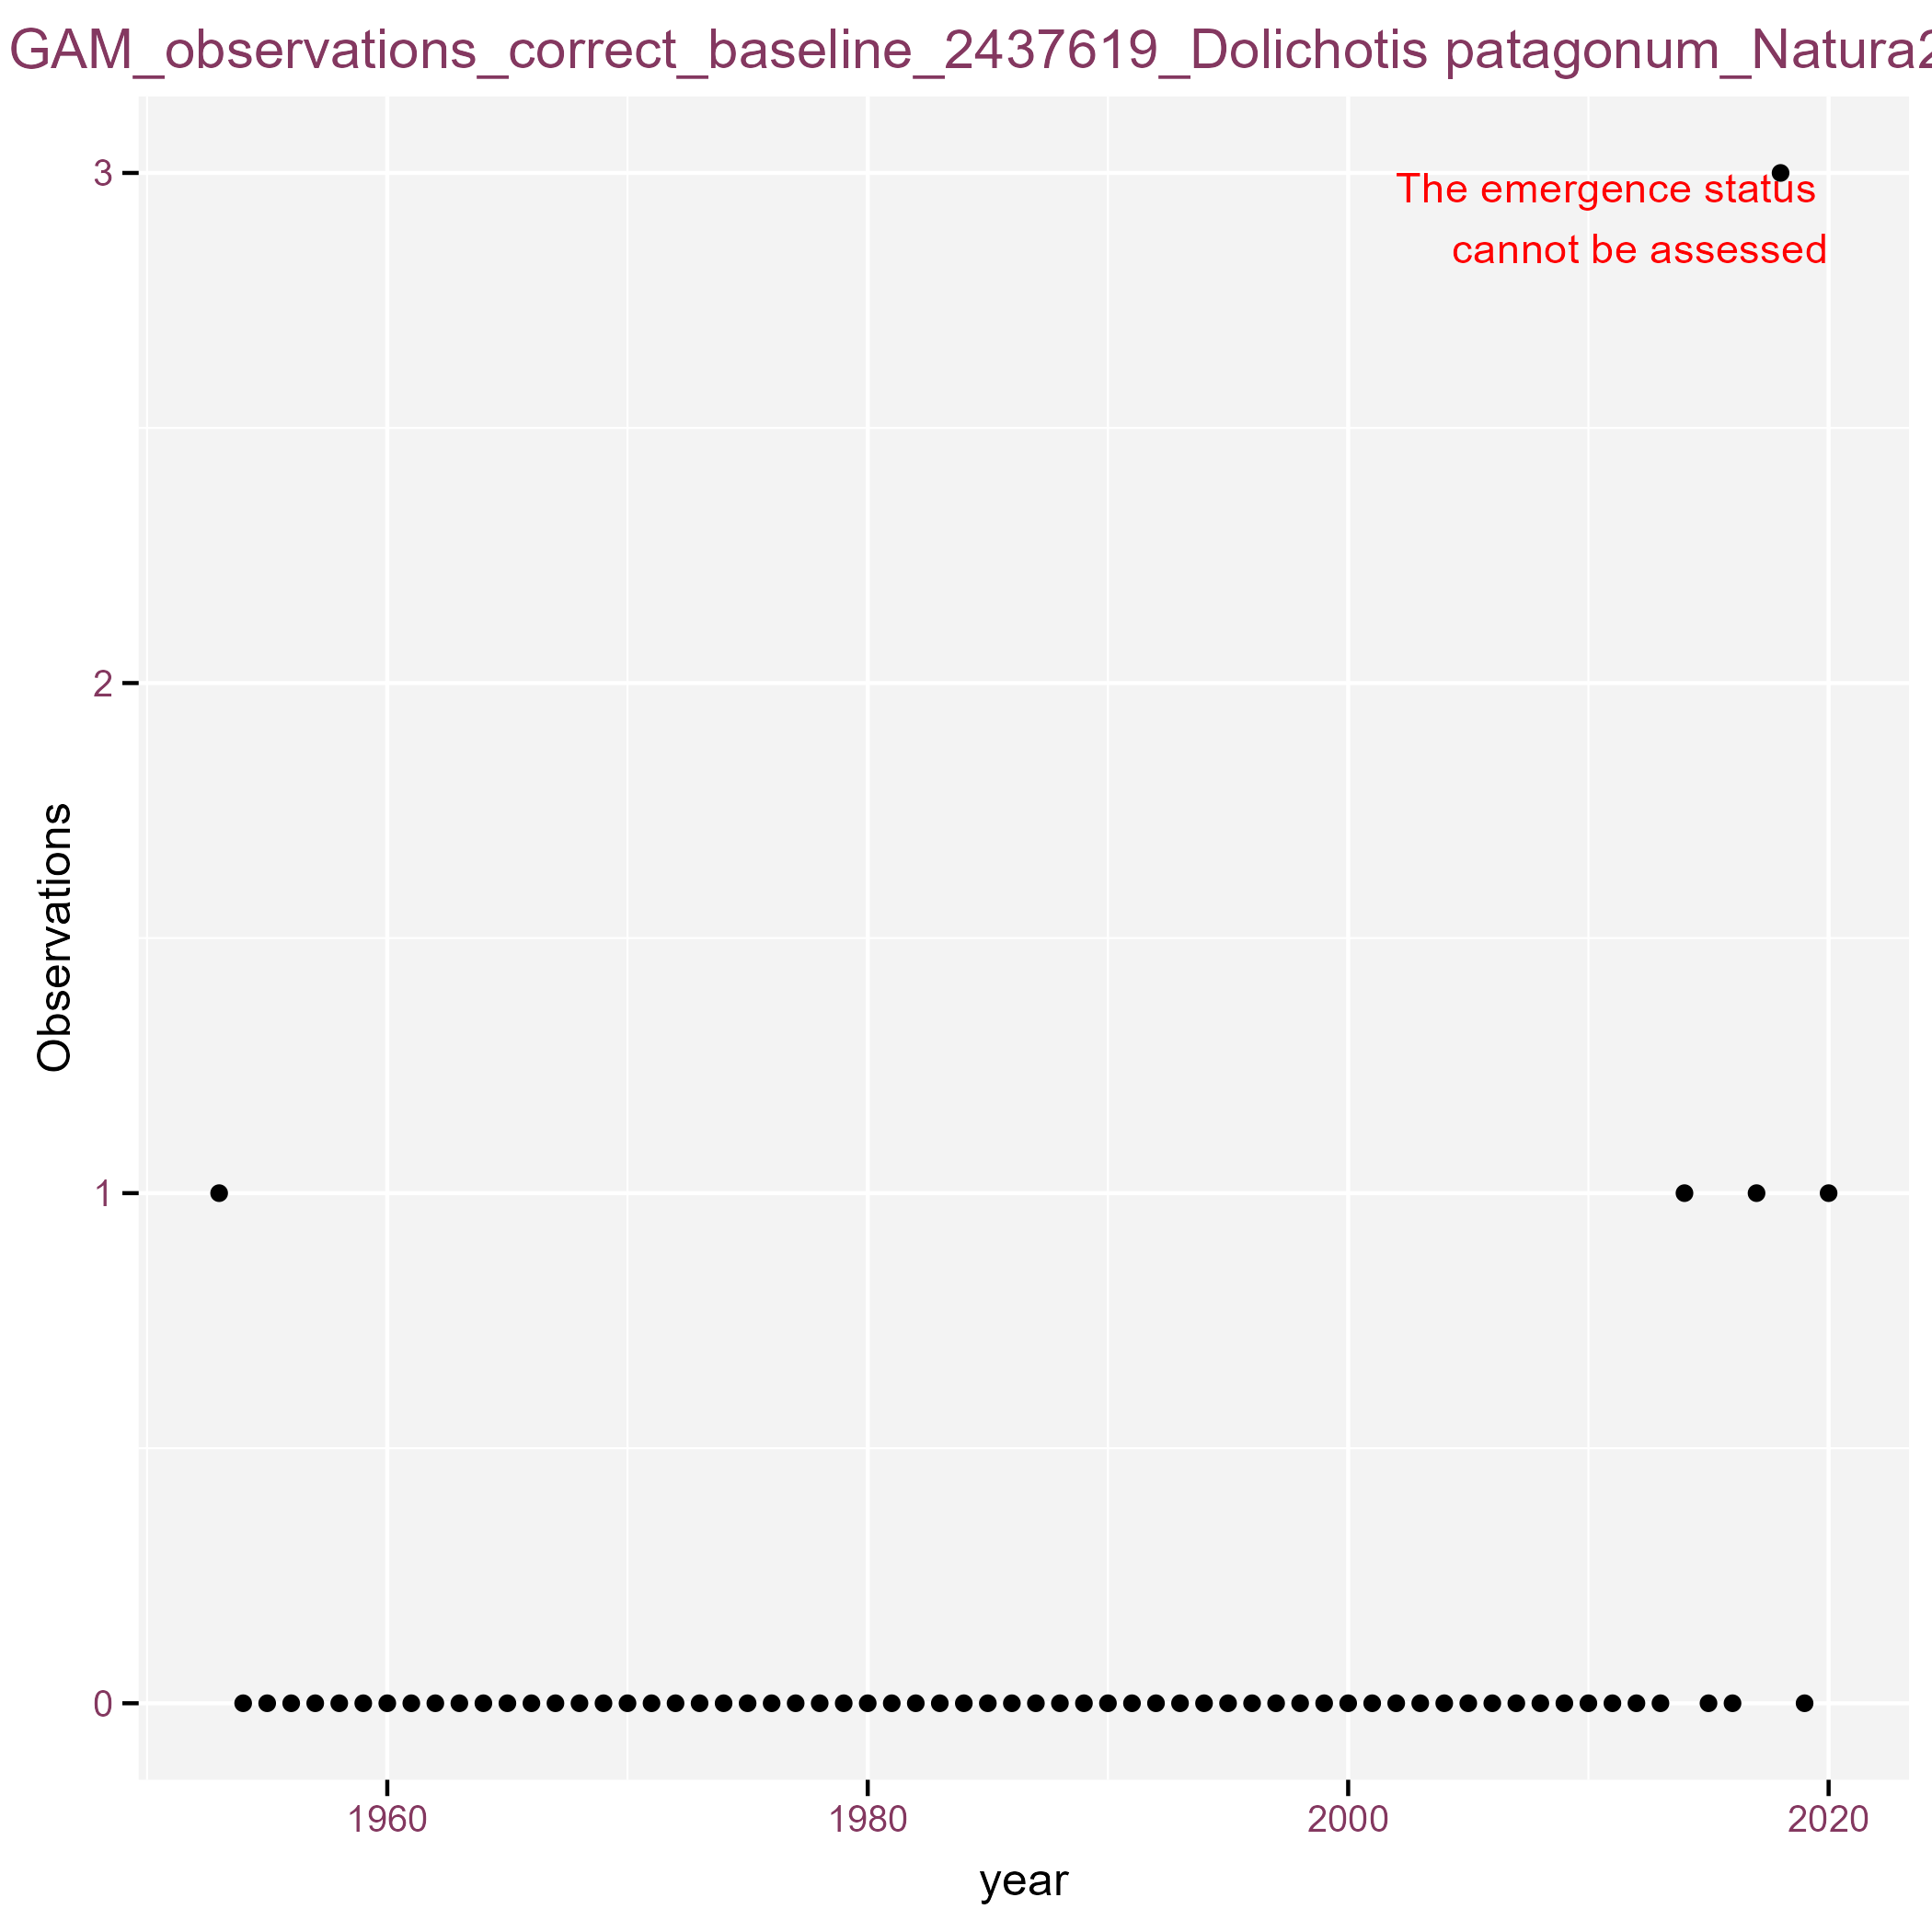 GAM_observations_correct_baseline_2437619_Dolichotis patagonum_Natura2
3
The emergence status
cannot be assessed
2
Observations
1
0
1960 1980 2000 2020
year